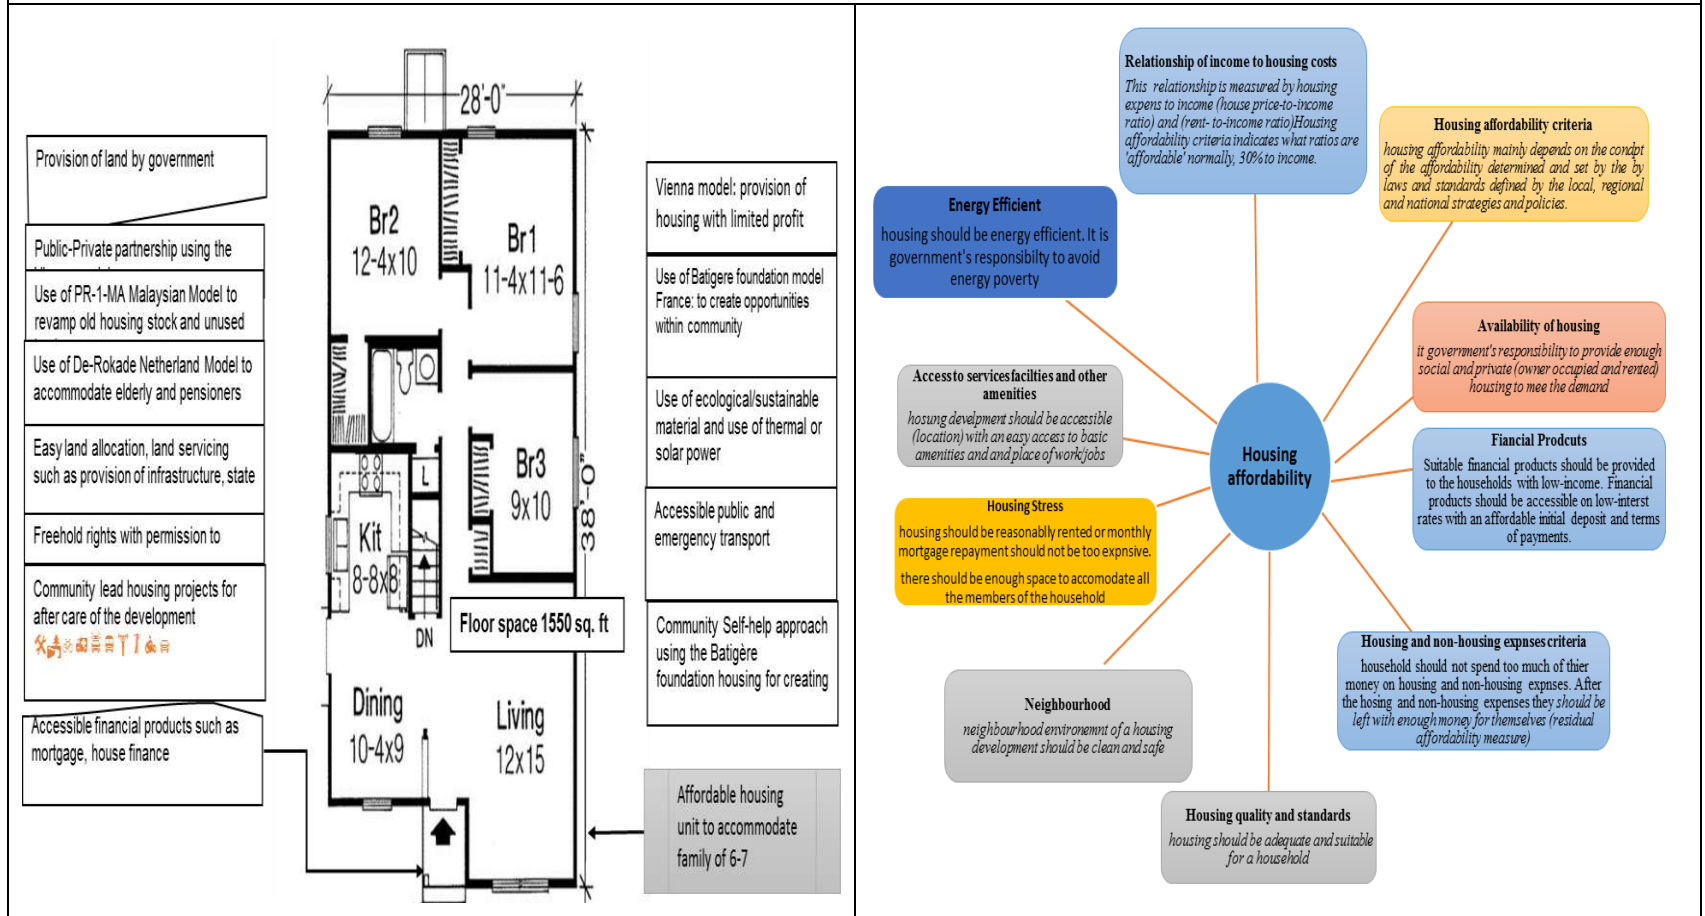 Provision of land by government
Public-Private partnership using the
Use of PR-1-MA Malaysian Model to
revamp old housing stock and unused
Use of De-Rokade Netherland Model to
accommodate elderly and pensioners
Easy land allocation, land servicing
such as provision of infrastructure, state
Freehold rights with permission to
Community lead housing projects for
after care of the development
Accessible financial products such as
mortgage, house finance
28'-0"
Br2
12-4x10
Br1
11-4x11-6
Br3
9x10
38'-0"
L
Kit
8-8x8
DN
Floor space 1550 sq. ft
Dining
10-4x9
Living
12x15
Vienna model: provision of
housing with limited profit
Use of Batigere foundation model
France: to create opportunities
within community
Use of ecological/sustainable
material and use of thermal or
solar power
Accessible public and
emergency transport
Community Self-help approach
using the Batigère
foundation housing for creating
Affordable housing
unit to accommodate
family of 6-7
Relationship of income to housing costs
This relationship is measured by housing
expens to income (house price-to-income
ratio) and (rent- to-income ratio)Housing
affordability criteria indicates what ratios are
'affordable' normally, 30% to income.
Housing affordability criteria
housing affordability mainly depends on the condpt
of the affordability determined and set by the by
laws and standards defined by the local, regional
and national strategies and policies.
Energy Efficient
housing should be energy efficient. It is
government's responsibilty to avoid
energy poverty
Availability of housing
it government's responsibility to provide enough
social and private (owner occupied and rented)
housing to mee the demand
Access to services facilties and other
amenities
hosung develpment should be accessible
(location) with an easy access to basic
amenities and and place of work/jobs
Housing
affordability
Fiancial Prodcuts
Suitable financial products should be provided
to the households with low-income. Financial
products should be accessible on low-interst
rates with an affordable initial deposit and terms
of payments.
Housing Stress
housing should be reasonably rented or monthly
mortgage repayment should not be too expnsive.
there should be enough space to accomodate all
the members of the household
Housing and non-housing expnses criteria
household should not spend too much of thier
money on housing and non-housing expnses. After
the hosing and non-housing expenses they should be
left with enough money for themselves (residual
affordability measure)
Neighbourhood
neighbourhood environemnt of a housing
development should be clean and safe
Housing quality and standards
housing should be adequate and suitable
for a household